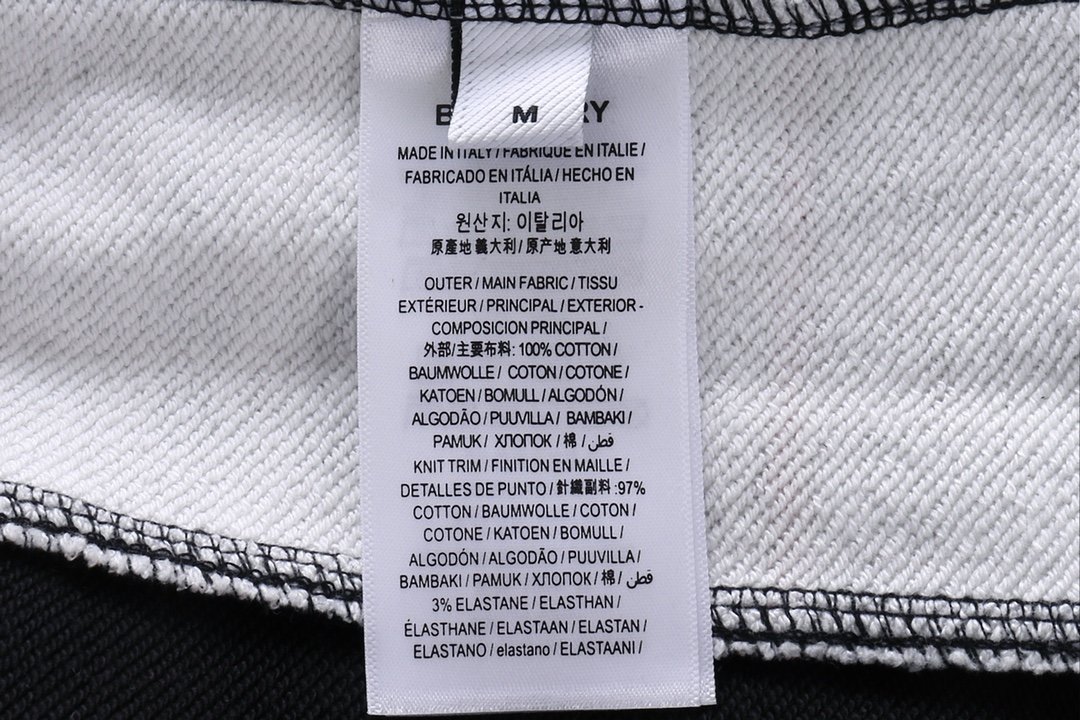 B M RY
MADE IN ITALY / FABRIQUE EN ITALIE /
FABRICADO EN ITÁLIA / HECHO EN
ITALIA
원산지: 이탈리아
原產地 義大利 / 原产地 意大利
OUTER / MAIN FABRIC / TISSU
EXTÉRIEUR / PRINCIPAL / EXTERIOR -
COMPOSICION PRINCIPAL /
外部/主要布料: 100% COTTON /
BAUMWOLLE / COTON / COTONE /
KATOEN / BOMULL / ALGODÓN /
ALGODÃO / PUUVILLA / BAMBAKI /
PAMUK / ХЛОПОК / 棉 / قطن
KNIT TRIM / FINITION EN MAILLE /
DETALLES DE PUNTO / 針織副料 :97%
COTTON / BAUMWOLLE / COTON /
COTONE / KATOEN / BOMULL /
ALGODÓN / ALGODÃO / PUUVILLA /
BAMBAKI / PAMUK / ХЛОПОК / 棉 / قطن
3% ELASTANE / ELASTHAN /
ÉLASTHANE / ELASTAAN / ELASTAN /
ELASTANO / elastano / ELASTAANI /